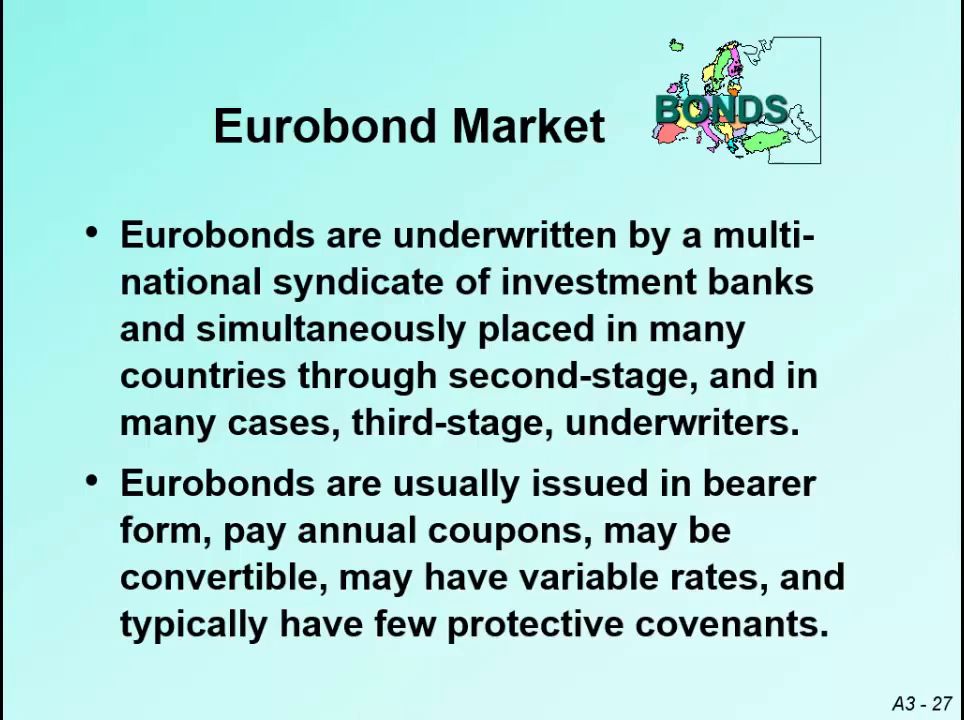 BONDS
Eurobond Market
• Eurobonds are underwritten by a multi-
national syndicate of investment banks
and simultaneously placed in many
countries through second-stage, and in
many cases, third-stage, underwriters.
• Eurobonds are usually issued in bearer
form, pay annual coupons, may be
convertible, may have variable rates, and
typically have few protective covenants.
A3 - 27